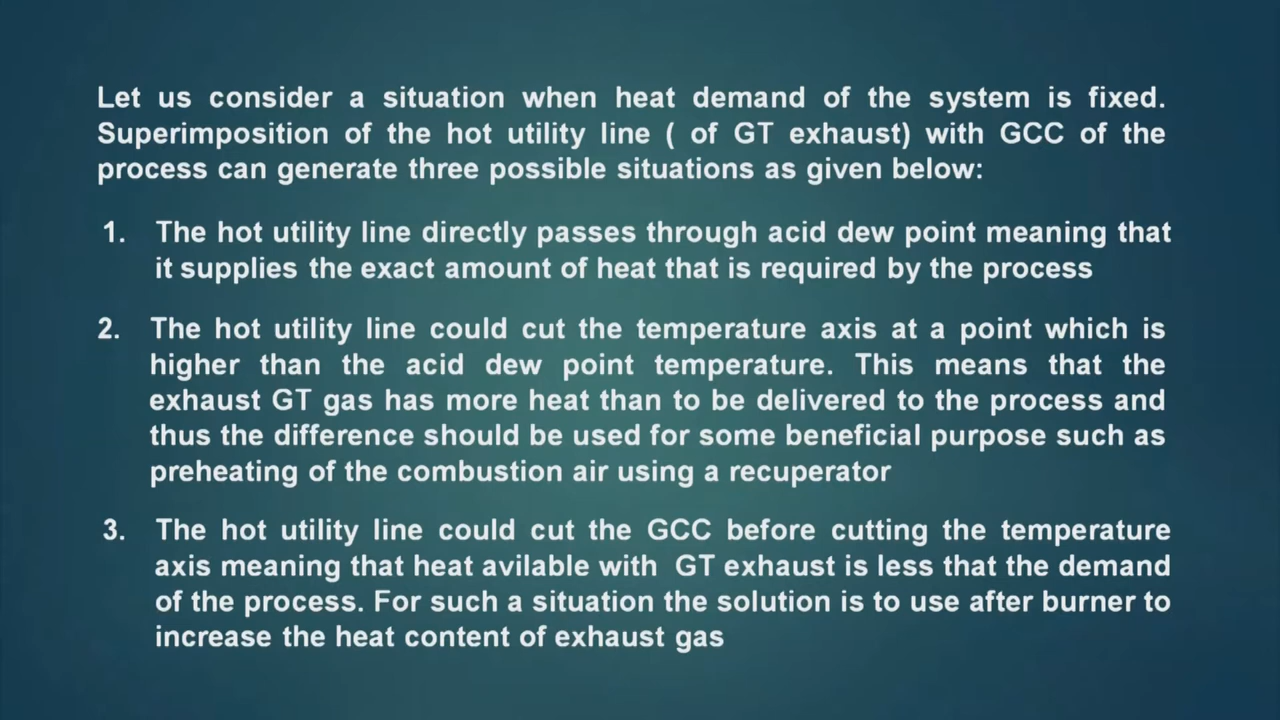 Let us consider a situation when heat demand of the system is fixed.
Superimposition of the hot utility line ( of GT exhaust) with GCC of the
process can generate three possible situations as given below:
1. The hot utility line directly passes through acid dew point meaning that
it supplies the exact amount of heat that is required by the process
2. The hot utility line could cut the temperature axis at a point which is
higher than the acid dew point temperature. This means that the
exhaust GT gas has more heat than to be delivered to the process and
thus the difference should be used for some beneficial purpose such as
preheating of the combustion air using a recuperator
3. The hot utility line could cut the GCC before cutting the temperature
axis meaning that heat avilable with GT exhaust is less that the demand
of the process. For such a situation the solution is to use after burner to
increase the heat content of exhaust gas